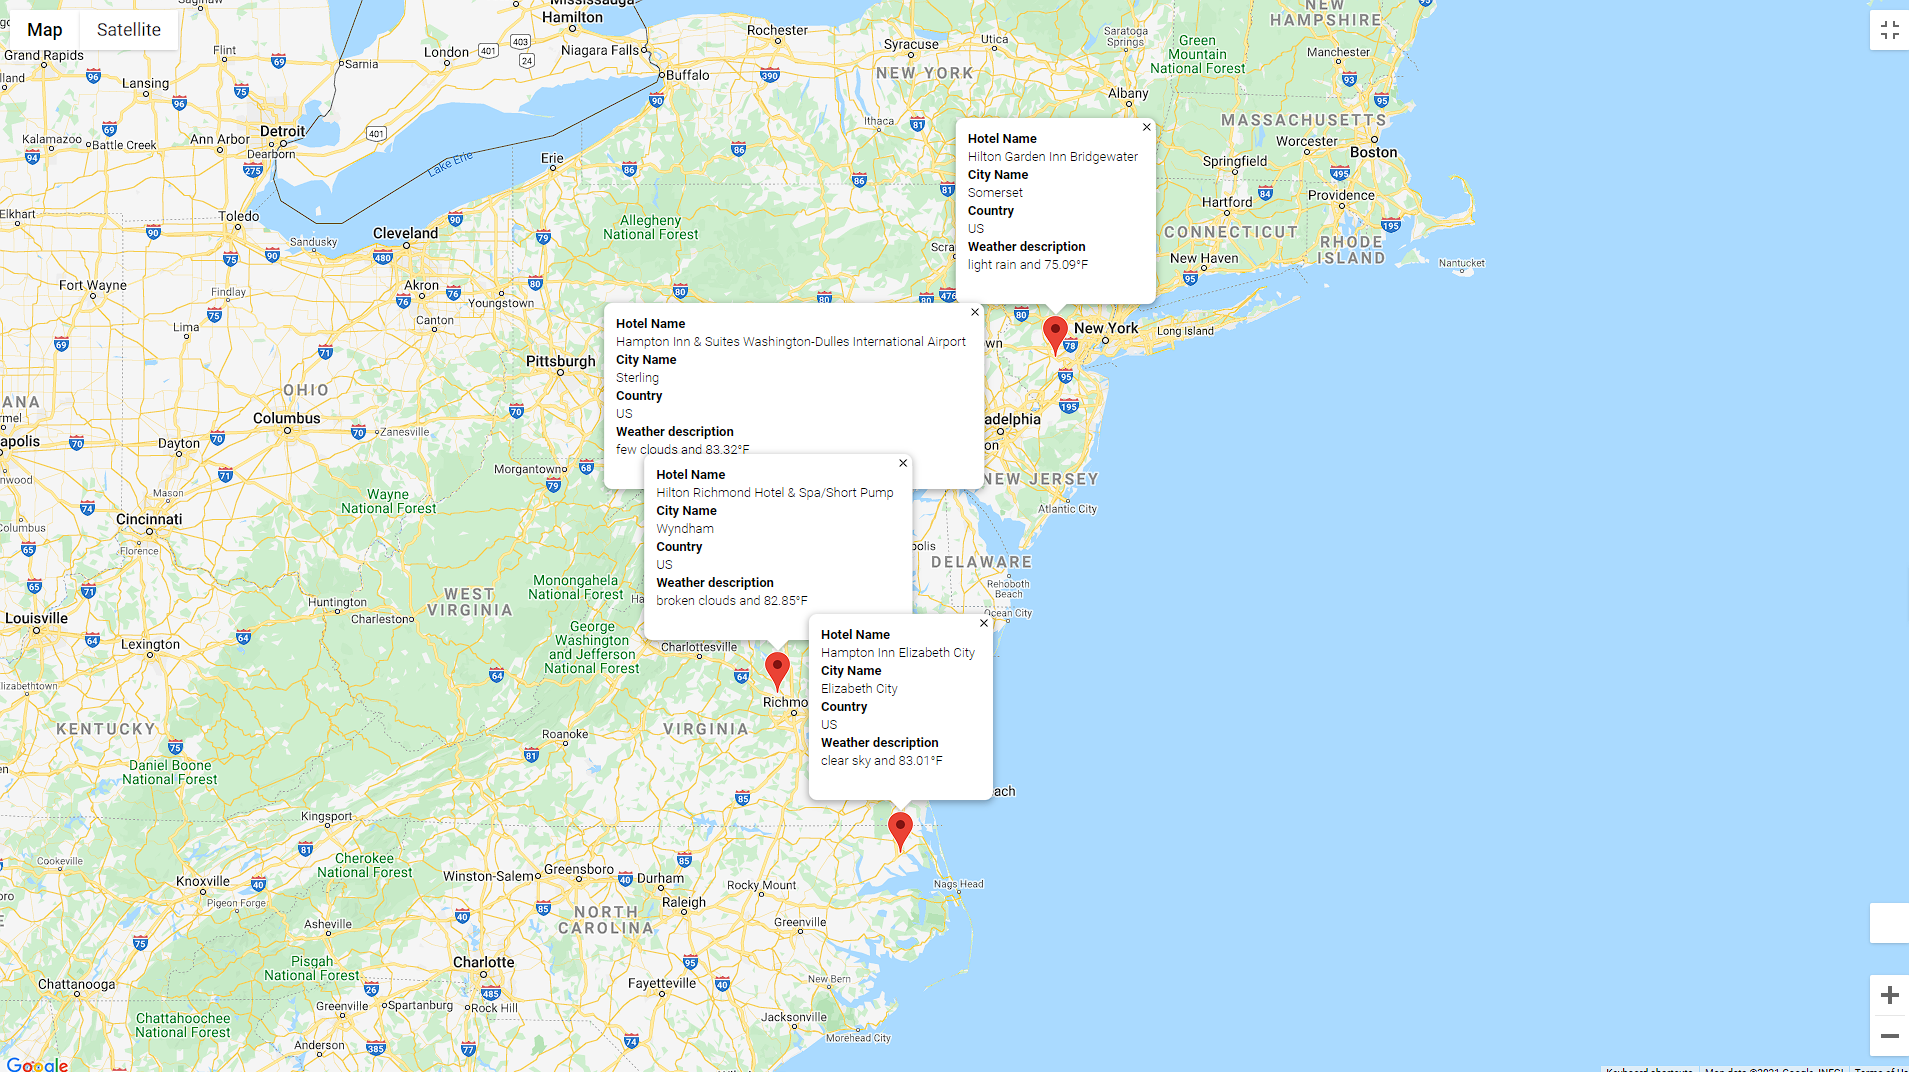 Map
Satellite
Hotel Name
Hilton Garden Inn Bridgewater
City Name
Somerset
Country
US
Weather description
light rain and 75.09°F
Hotel Name
Hampton Inn & Suites Washington-Dulles International Airport
City Name
Sterling
Country
US
Weather description
few clouds and 83.32°F
Hotel Name
Hilton Richmond Hotel & Spa/Short Pump
City Name
Wyndham
Country
US
Weather description
broken clouds and 82.85°F
Hotel Name
Hampton Inn Elizabeth City
City Name
Elizabeth City
Country
US
Weather description
clear sky and 83.01°F
Hamilton
London
Niagara Falls
Rochester
Syracuse
Utica
Saratoga
Springs
Green
Mountain
National Forest
NEW
HAMPSHIRE
Manchester
Grand Rapids
Flint
Sarnia
Lansing
Buffalo
NEW YORK
Albany
MASSACHUSETTS
Worcester
Boston
Kalamazoo
Battle Creek
Ann Arbor
Detroit
Dearborn
Lake Erie
Erie
Ithaca
Springfield
Providence
Hartford
CONNECTICUT
RHODE
ISLAND
New Haven
Nantucket
Elkhart
Toledo
Sandusky
Cleveland
Allegheny
National Forest
Fort Wayne
Findlay
Akron
Youngstown
Canton
Lima
Pittsburgh
New York
Long Island
OHIO
Columbus
Zanesville
Dayton
Morgantown
NEW JERSEY
Atlantic City
Mason
Wayne
National Forest
Cincinnati
Florence
DELAWARE
Rehoboth
Beach
Ocean City
WEST
VIRGINIA
Monongahela
National Forest
Huntington
Charleston
Louisville
Lexington
George
Washington
and Jefferson
National Forest
Charlottesville
KENTUCKY
VIRGINIA
Roanoke
Daniel Boone
National Forest
Kingsport
Cookeville
Cherokee
National Forest
Winston-Salem
Greensboro
Durham
Rocky Mount
Nags Head
Knoxville
Pigeon Forge
Raleigh
Asheville
NORTH
CAROLINA
Greenville
Pisgah
National Forest
Charlotte
Chattanooga
Fayetteville
New Bern
Greenville
Spartanburg
Rock Hill
Chattahoochee
National Forest
Jacksonville
Morehead City
Anderson
Google